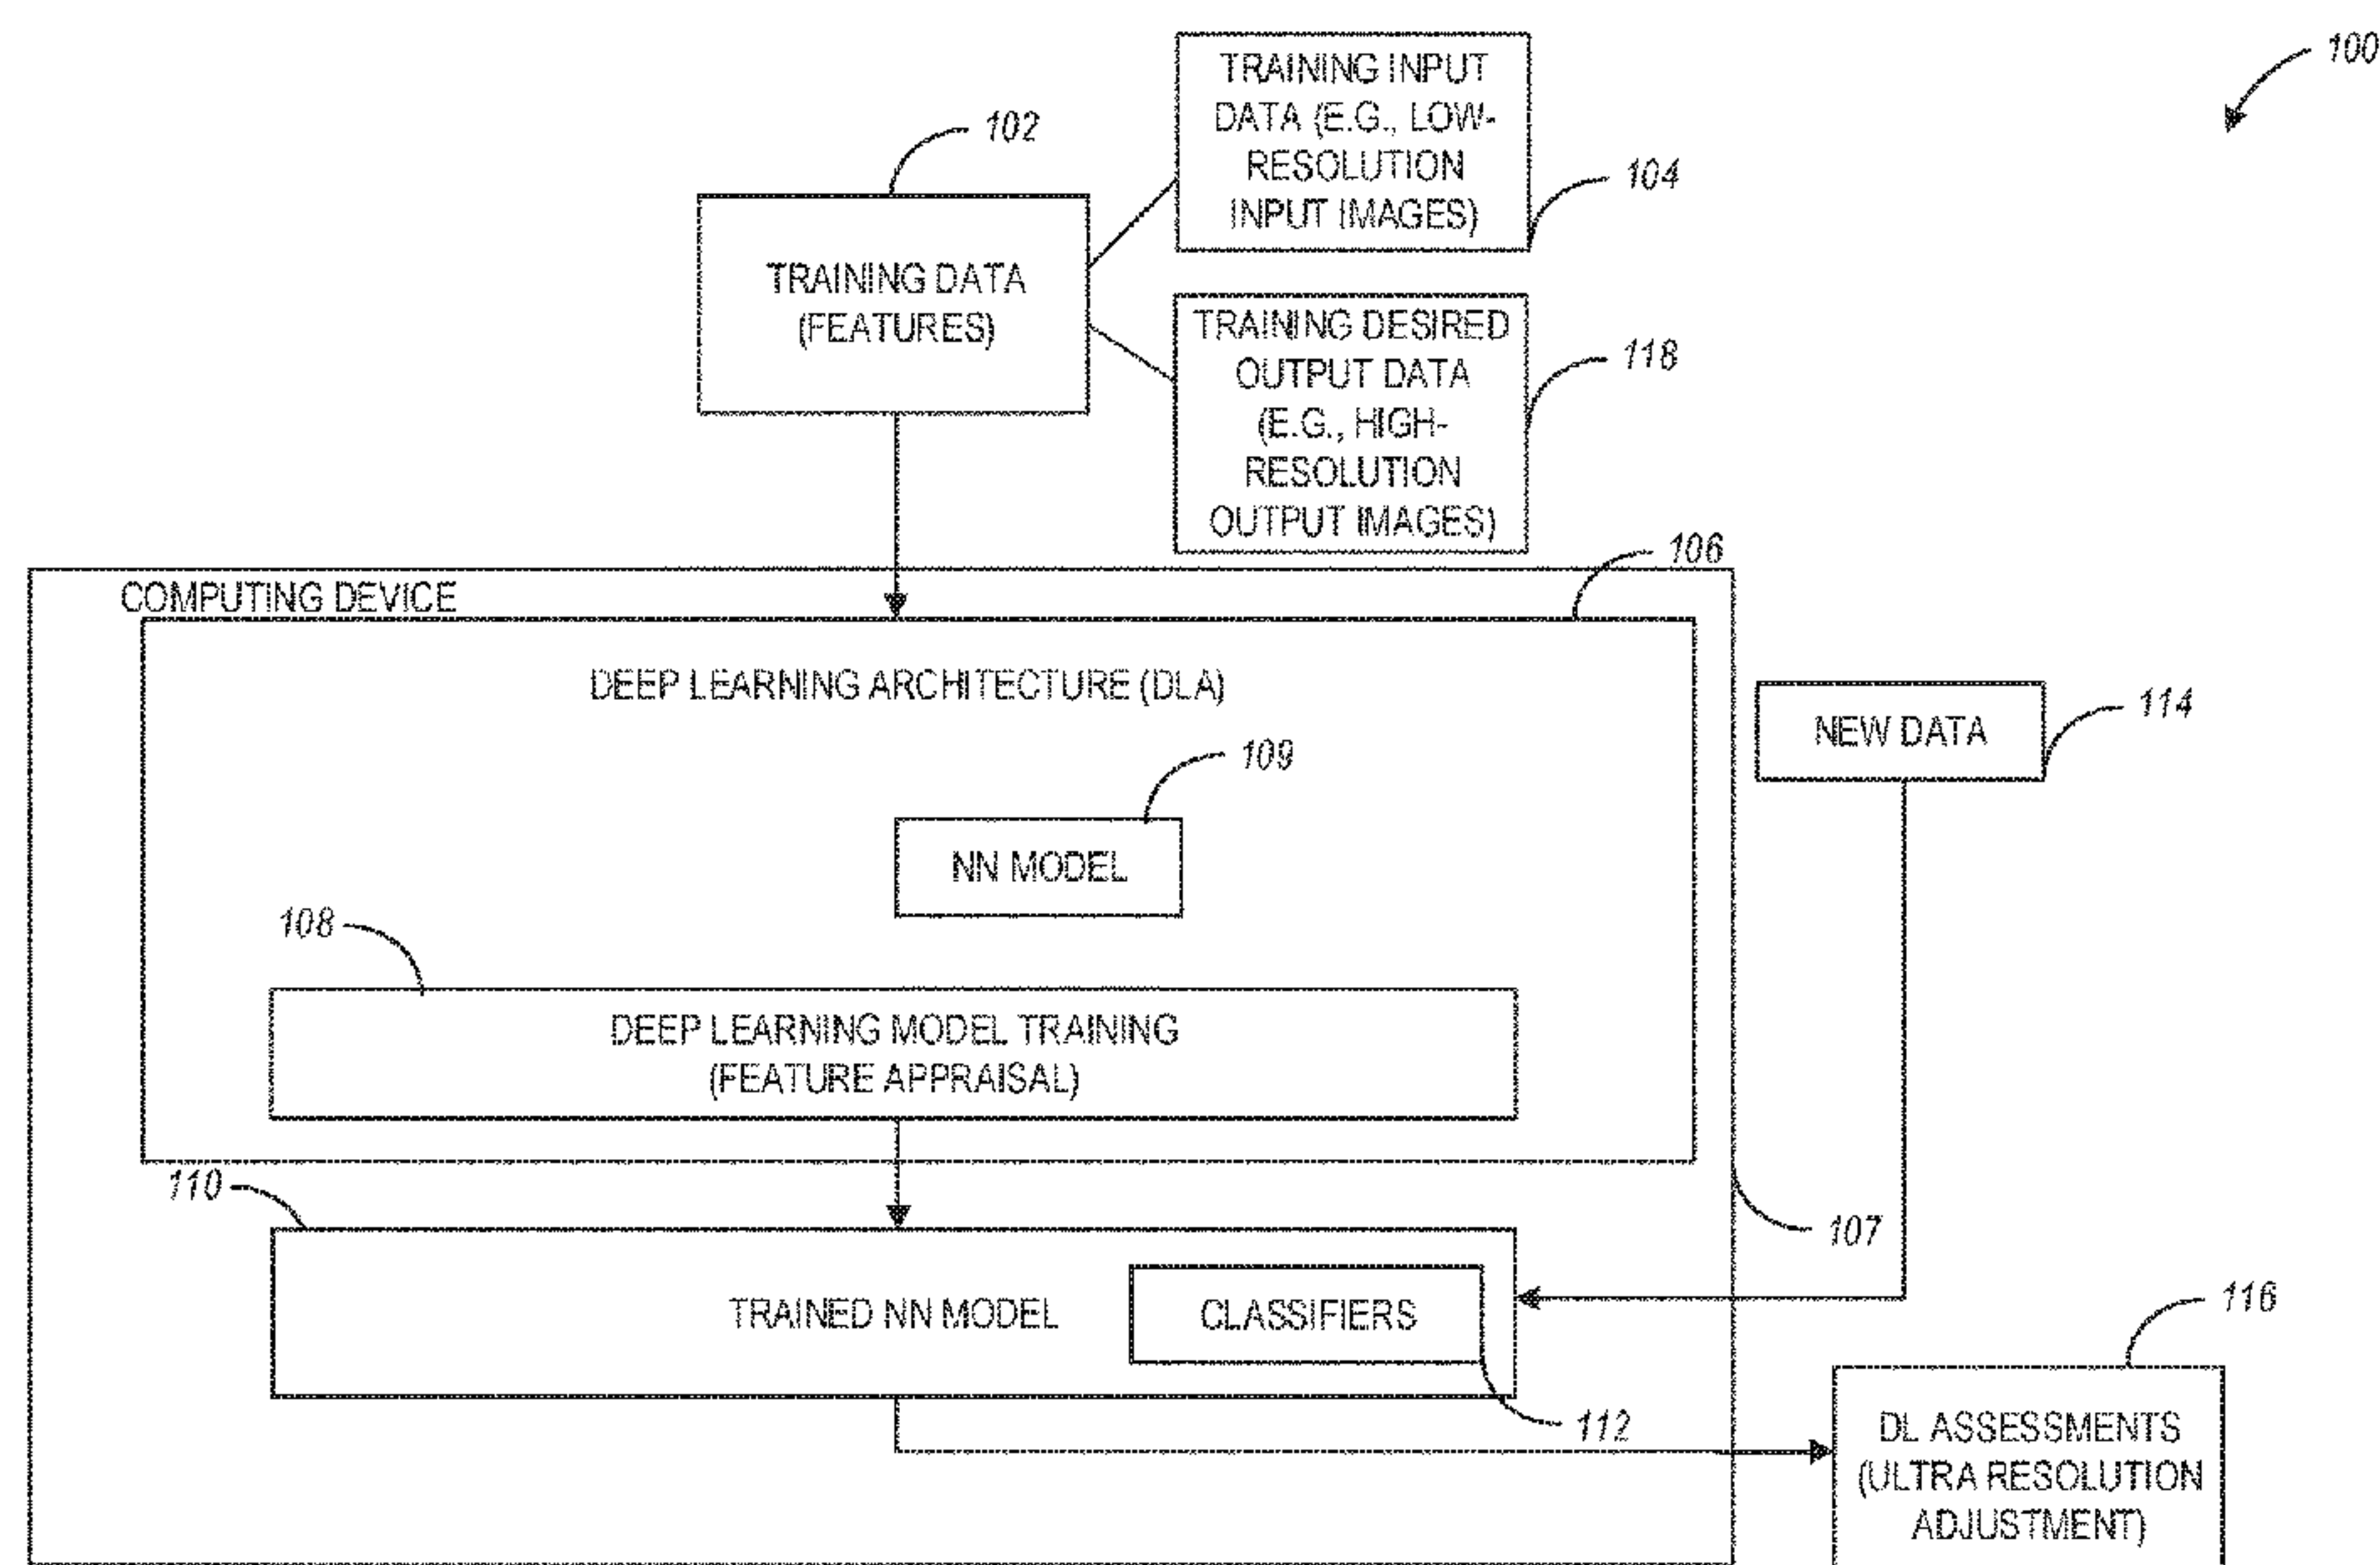 100
TRAINING INPUT
DATA (E.G., LOW-
RESOLUTION
INPUT IMAGES)
104
102
TRAINING DATA
(FEATURES)
TRAINING DESIRED
OUTPUT DATA
(E.G., HIGH-
RESOLUTION
OUTPUT IMAGES)
118
106
COMPUTING DEVICE
DEEP LEARNING ARCHITECTURE (DLA)
NEW DATA
114
109
NN MODEL
108
DEEP LEARNING MODEL TRAINING
(FEATURE APPRAISAL)
110
107
TRAINED NN MODEL
CLASSIFIERS
112
116
DL ASSESSMENTS
(ULTRA RESOLUTION
ADJUSTMENT)